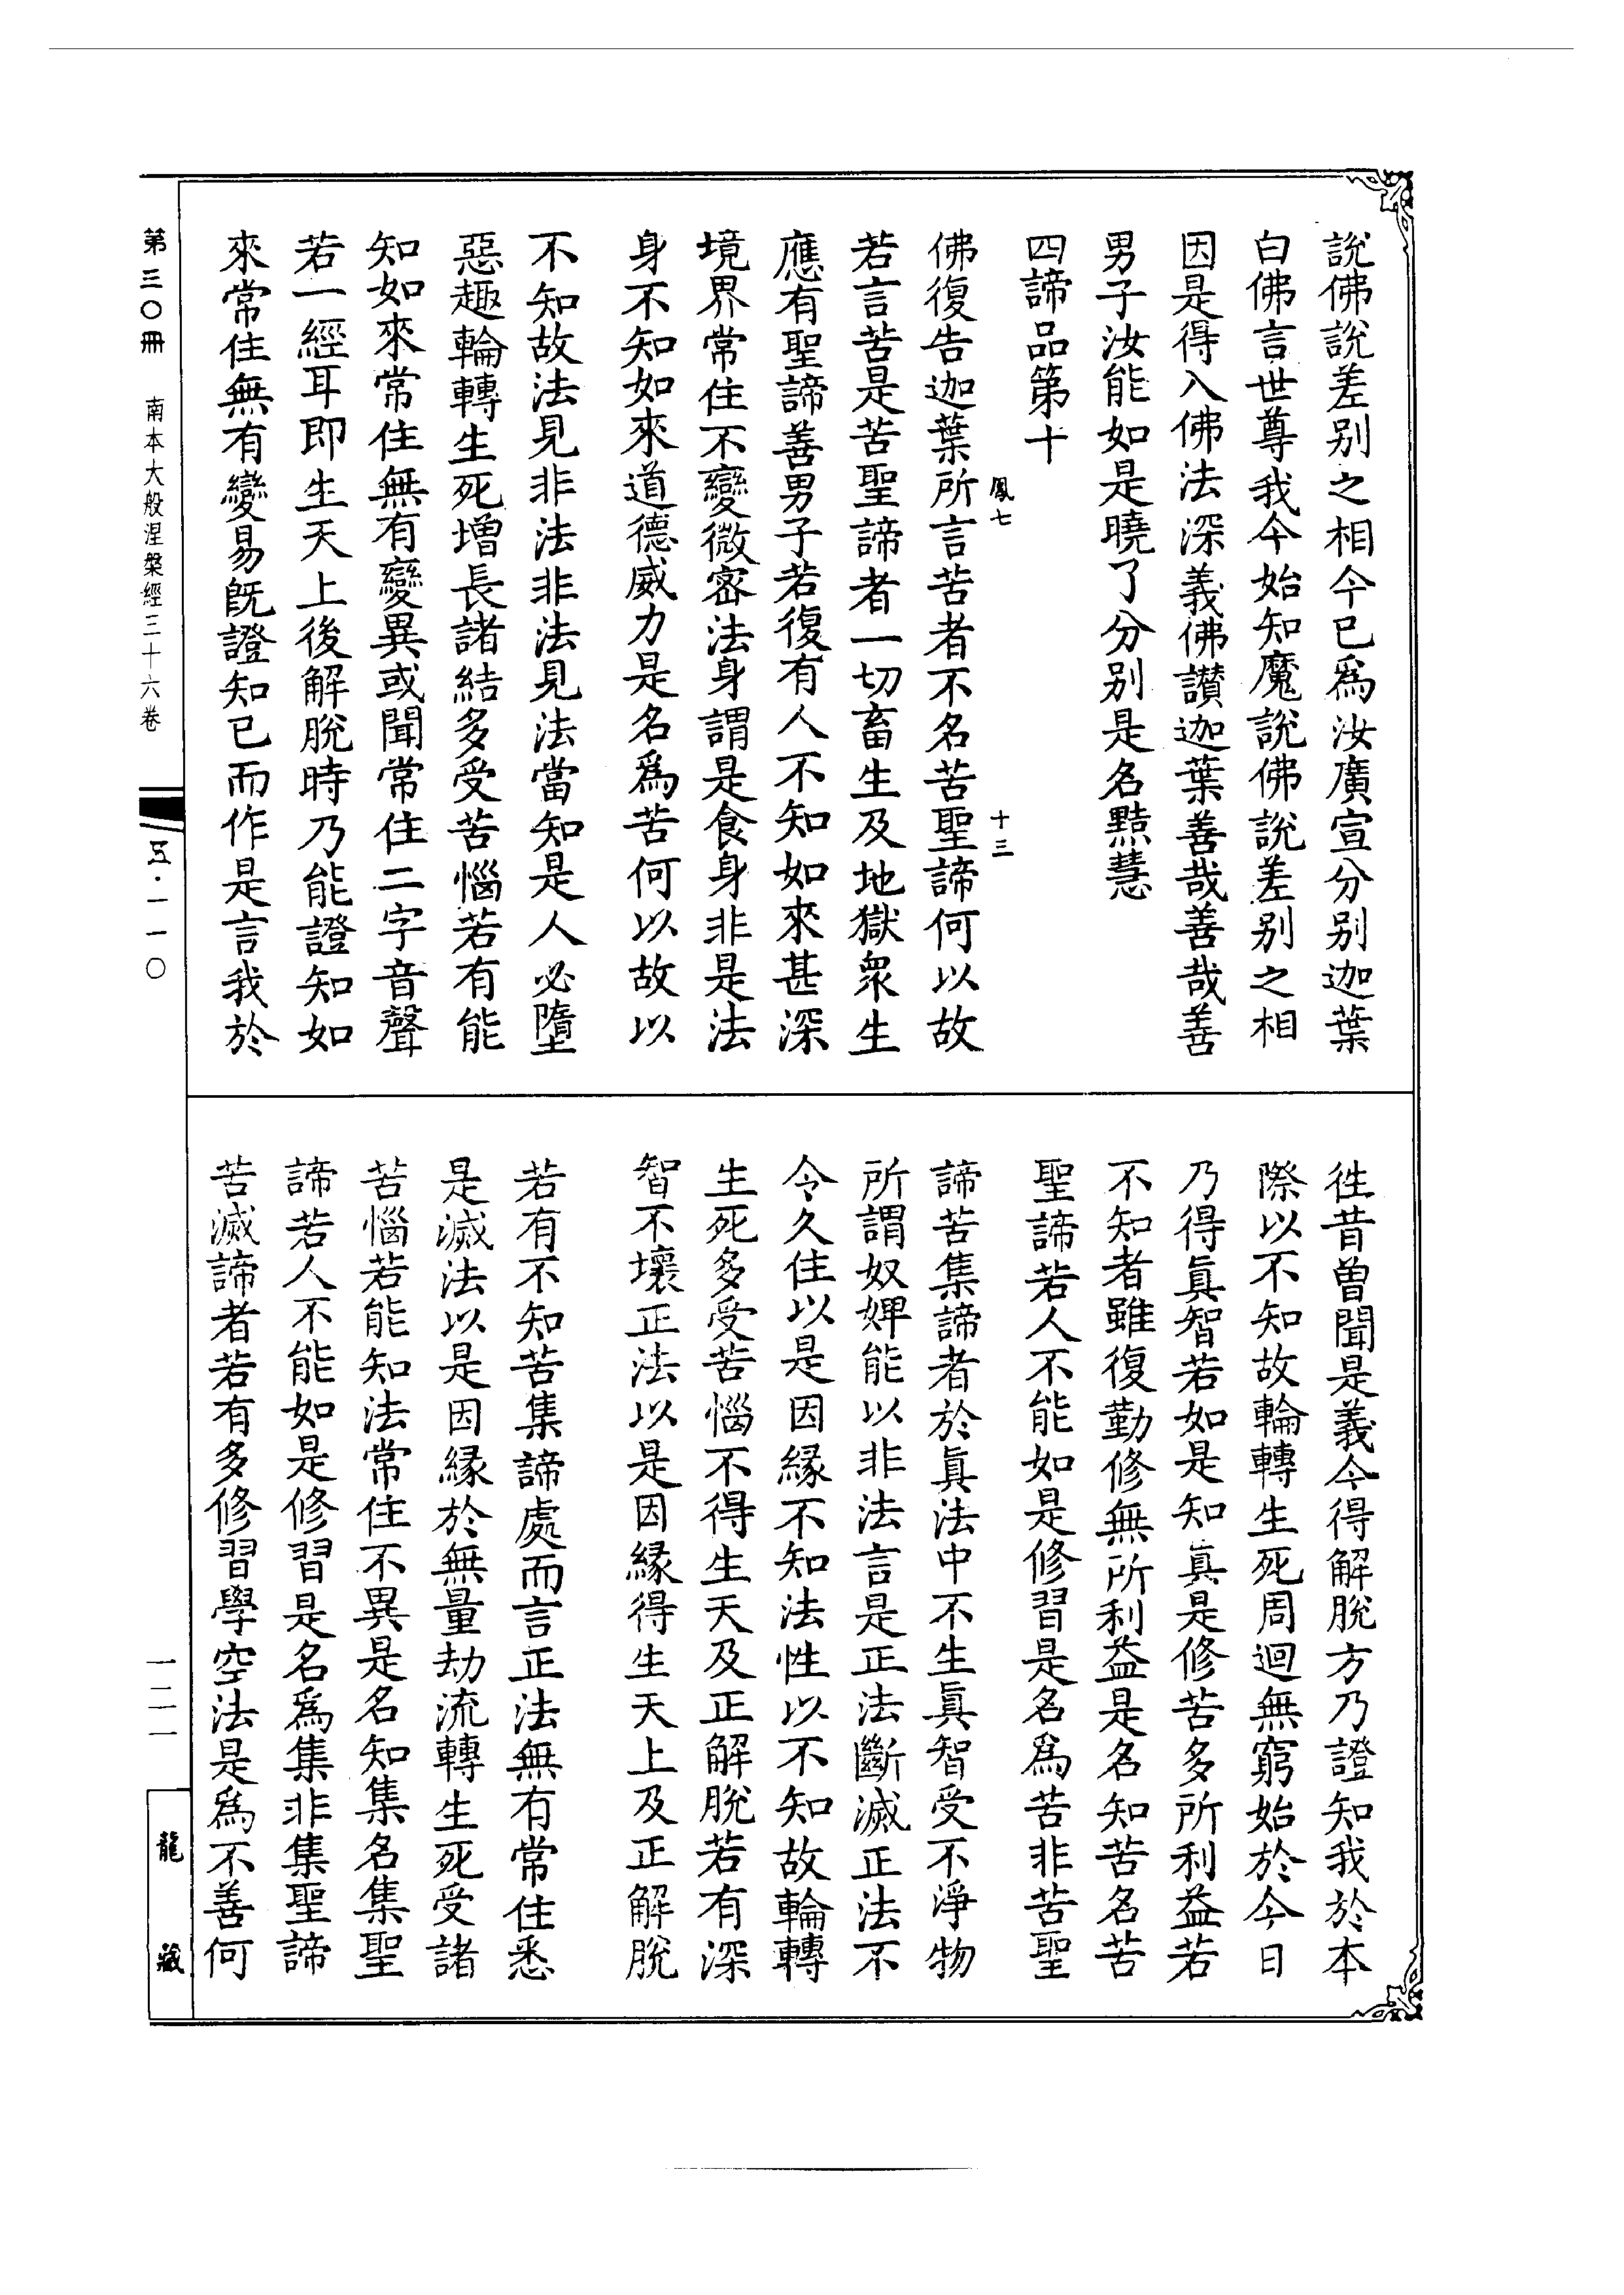 說佛說差別之相今已爲汝廣宣分別迦葉
白佛言世尊我今始知魔說佛說差別之相
因是得入佛法深義佛讃迦葉善哉善哉善
男子汝能如是曉了分別是名黠慧
四諦品第十
鳳七 十三
佛復告迦葉所言苦者不名苦聖諦何以故
若言苦是苦聖諦者一切畜生及地獄衆生
應有聖諦善男子若復有人不知如來甚深
境界常住不變微密法身謂是食身非是法
身不知如來道德威力是名爲苦何以故以
不知故法見非法非法見法當知是人必墮
惡趣輪轉生死增長諸結多受苦惱若有能
知如來常住無有變異或聞常住二字音聲
若一經耳即生天上後解脫時乃能證知如
來常住無有變易旣證知已而作是言我於
徃昔曽聞是義今得解脫方乃證知我於本
際以不知故輪轉生死周迴無窮始於今日
乃得眞智若如是知眞是修苦多所利益若
不知者雖復勤修無所利益是名知苦名苦
聖諦若人不能如是修習是名爲苦非苦聖
諦苦集諦者於眞法中不生眞智受不淨物
所謂奴婢能以非法言是正法斷滅正法不
令久住以是因緣不知法性以不知故輪轉
生死多受苦惱不得生天及正解脫若有深
智不壞正法以是因緣得生天上及正解脫
若有不知苦集諦處而言正法無有常住悉
是滅法以是因緣於無量劫流轉生死受諸
苦惱若能知法常住不異是名知集名集聖
諦若人不能如是修習是名爲集非集聖諦
苦滅諦者若有多修習學空法是爲不善何
第三〇冊 南本大般涅槃經三十六卷
五·一一〇
一二一
龍藏